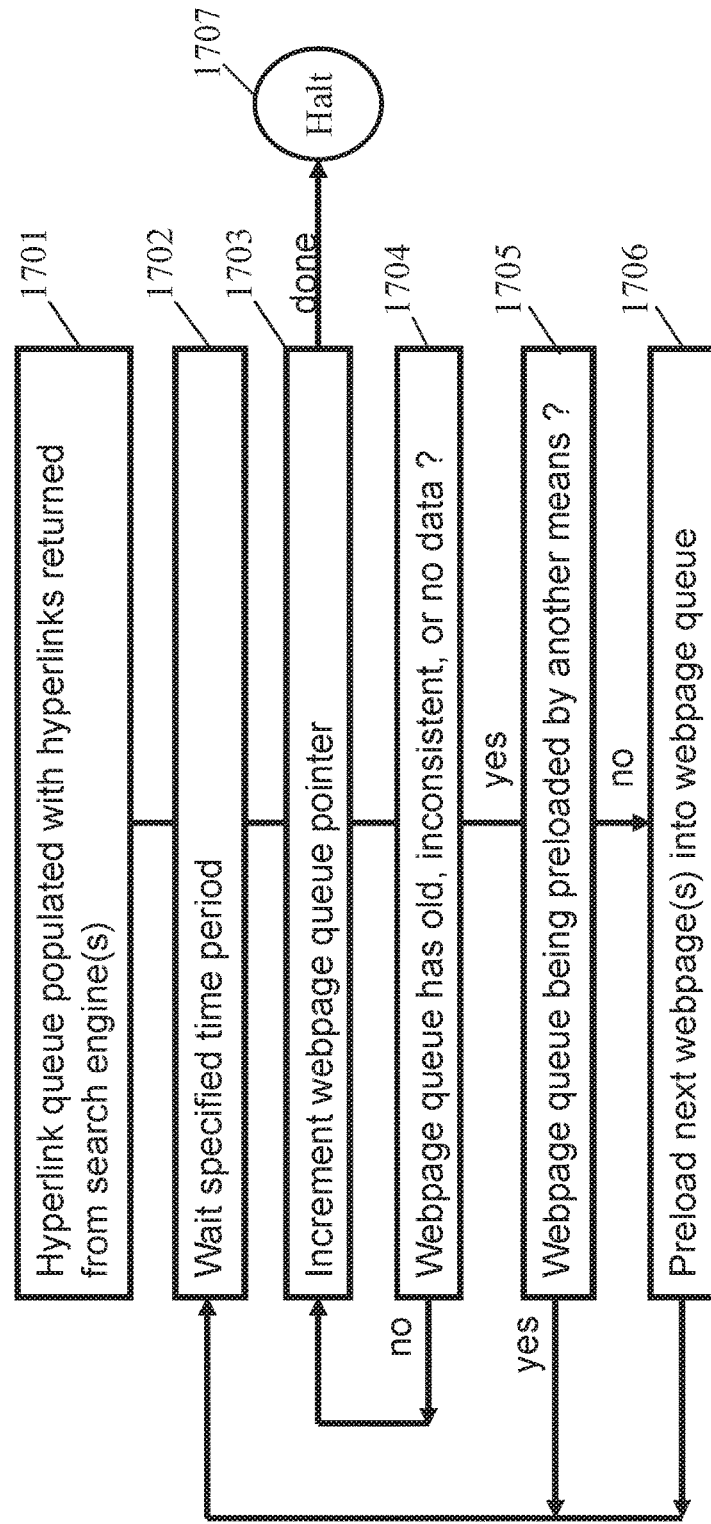 1701
Hyperlink queue populated with hyperlinks returned
from search engine(s)
1702
Wait specified time period
1703
Increment webpage queue pointer
done
1707
Halt
1704
Webpage queue has old, inconsistent, or no data ?
no
yes
1705
Webpage queue being preloaded by another means ?
yes
no
1706
Preload next webpage(s) into webpage queue